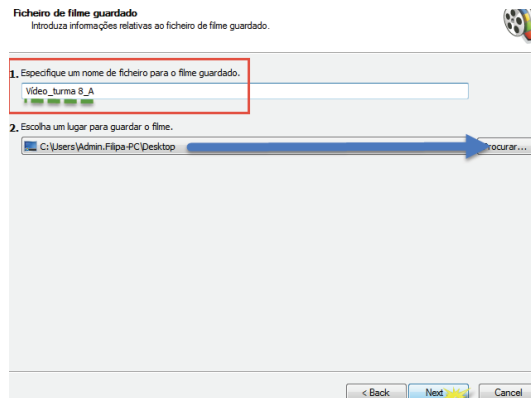 Ficheiro de filme guardado
Introduza informações relativas ao ficheiro de filme guardado.
1. Especifique um nome de ficheiro para o filme guardado.
Vídeo_turma 8_A
2. Escolha um lugar para guardar o filme.
C:\Users\Admin.Filipa-PC\Desktop
Procurar...
< Back Next Cancel